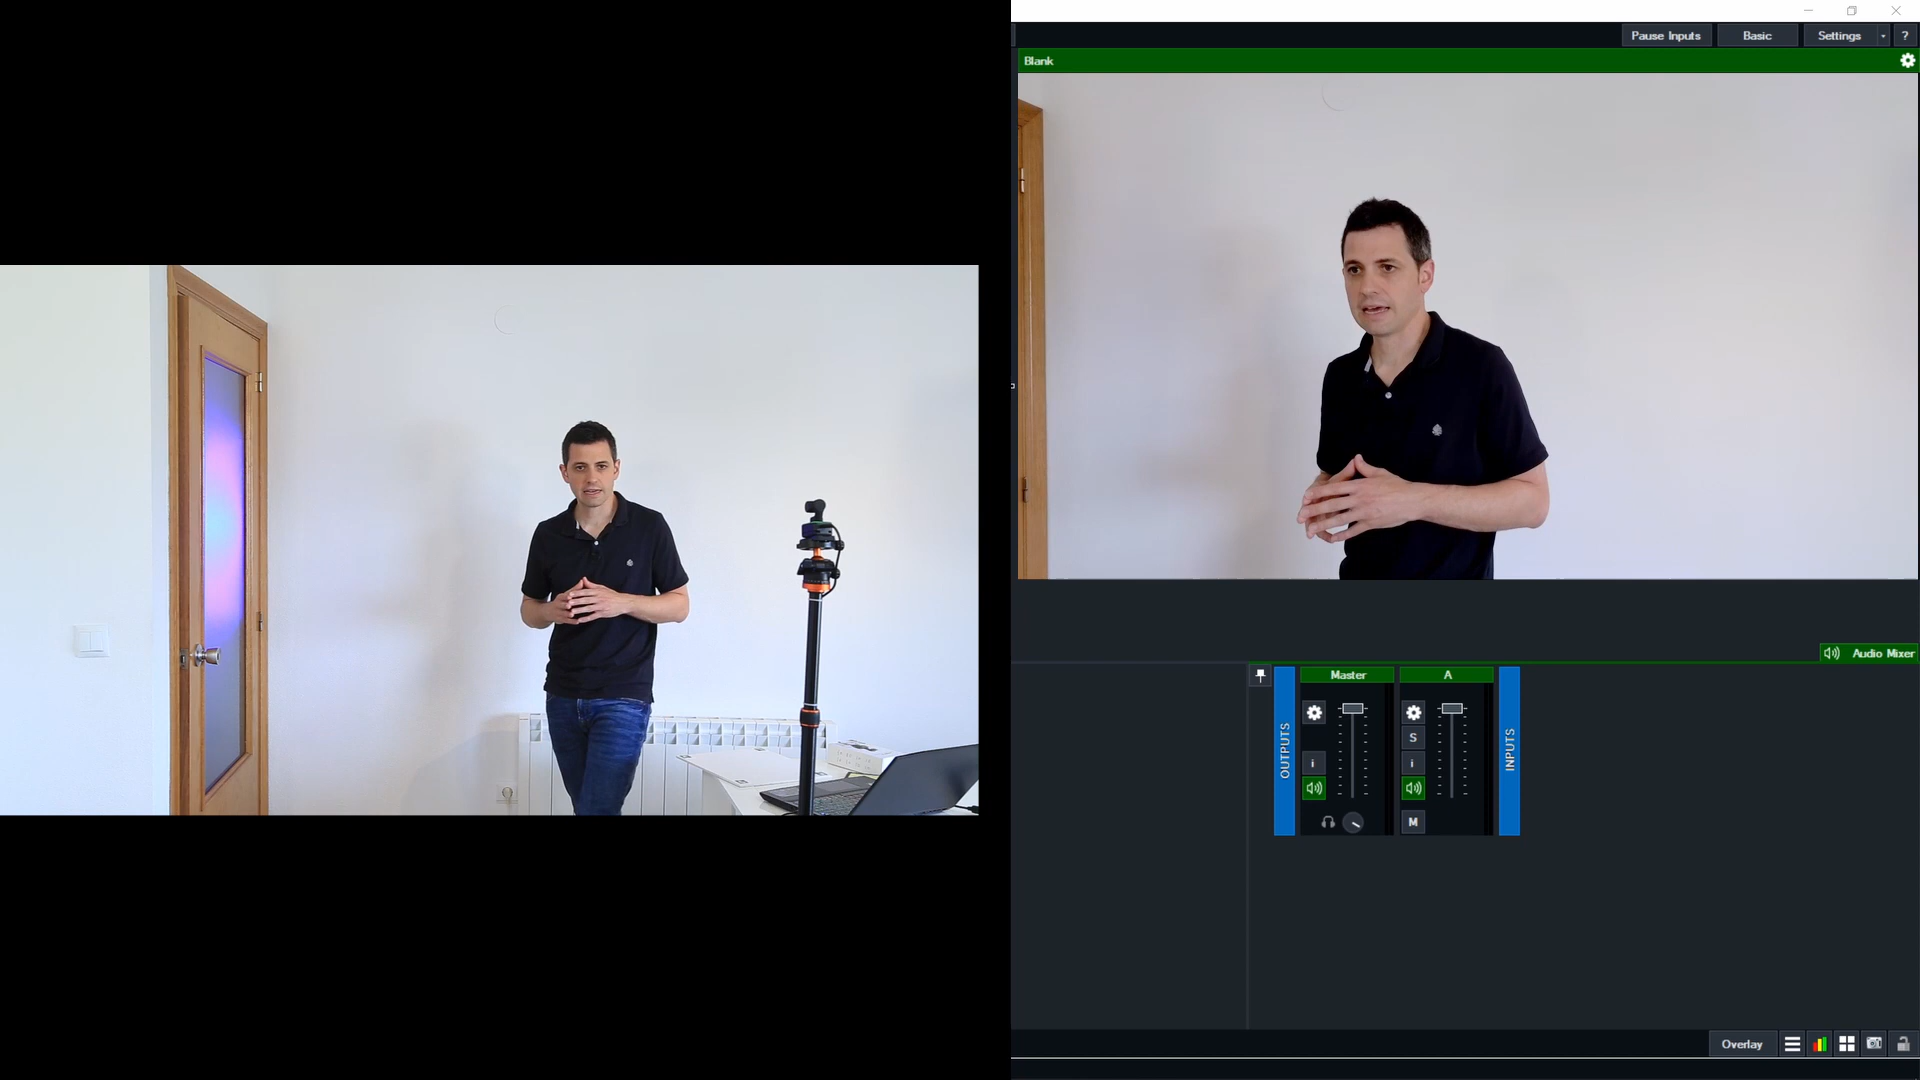 Pause Inputs Basic Settings ?
Blank
Audio Mixer
Master A
S
i i
M
OUTPUTS
INPUTS
Overlay